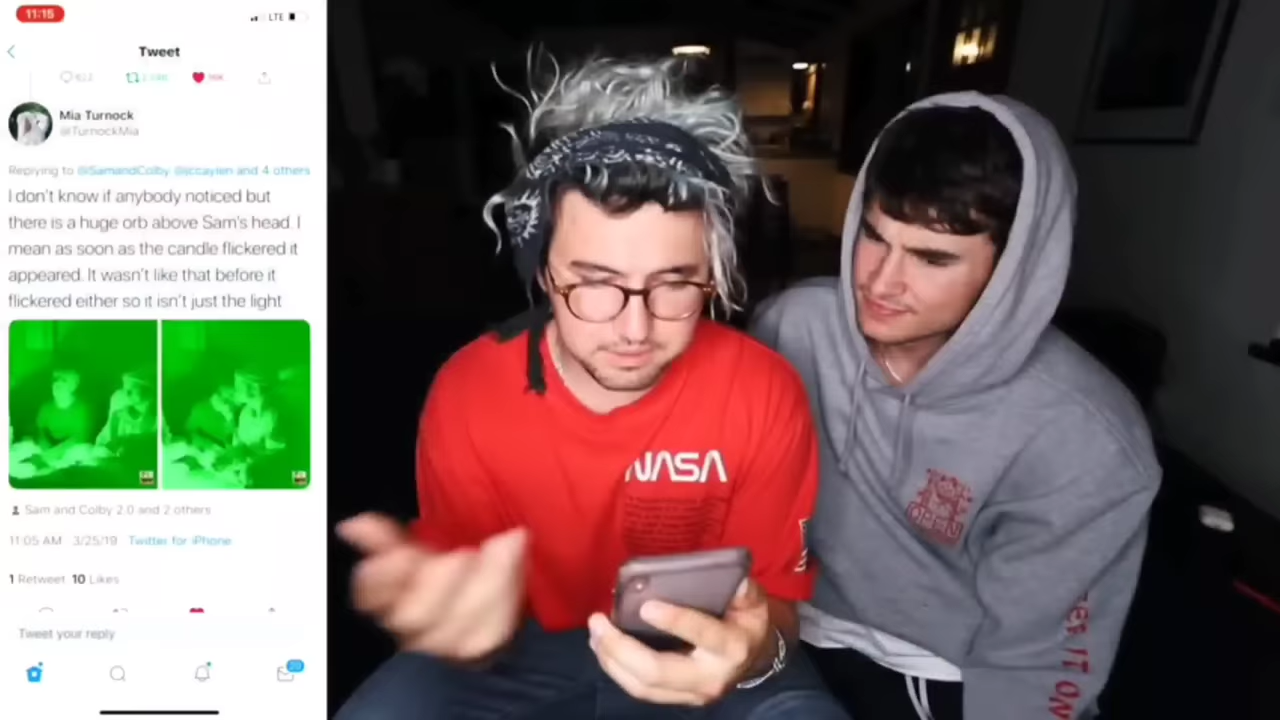 11:15
LTE
Tweet
Mia Turnock
@TurnockMia
Replying to @SamandColby @jccaylen and 4 others
I don't know if anybody noticed but
there is a huge orb above Sam's head. I
mean as soon as the candle flickered it
appeared. It wasn't like that before it
flickered either so it isn't just the light
Sam and Colby 2.0 and 2 others
11:05 AM 3/25/19 Twitter for iPhone
1 Retweet 10 Likes
Tweet your reply
NASA
OPEN